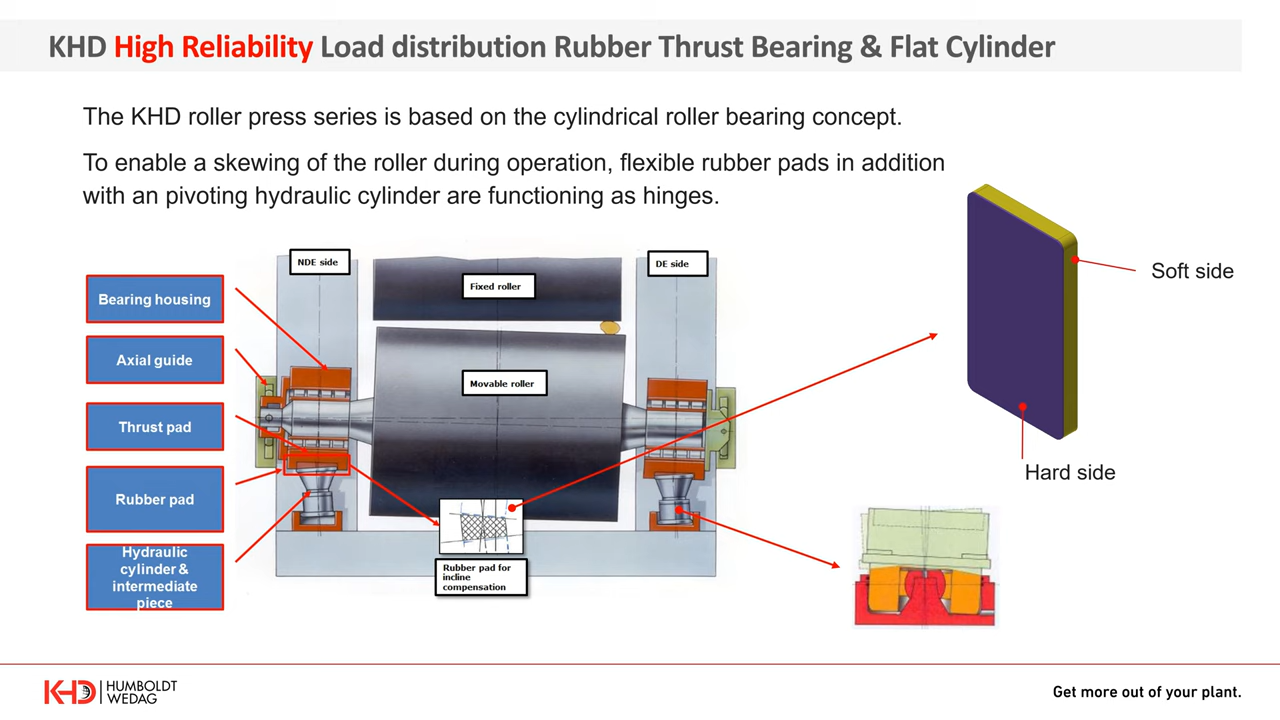 KHD High Reliability Load distribution Rubber Thrust Bearing & Flat Cylinder
The KHD roller press series is based on the cylindrical roller bearing concept.
To enable a skewing of the roller during operation, flexible rubber pads in addition
with an pivoting hydraulic cylinder are functioning as hinges.
NDE side
DE side
Fixed roller
Movable roller
Bearing housing
Axial guide
Thrust pad
Rubber pad
Hydraulic
cylinder &
intermediate
piece
Rubber pad for
incline
compensation
Soft side
Hard side
KHD HUMBOLDT
WEDAG
Get more out of your plant.